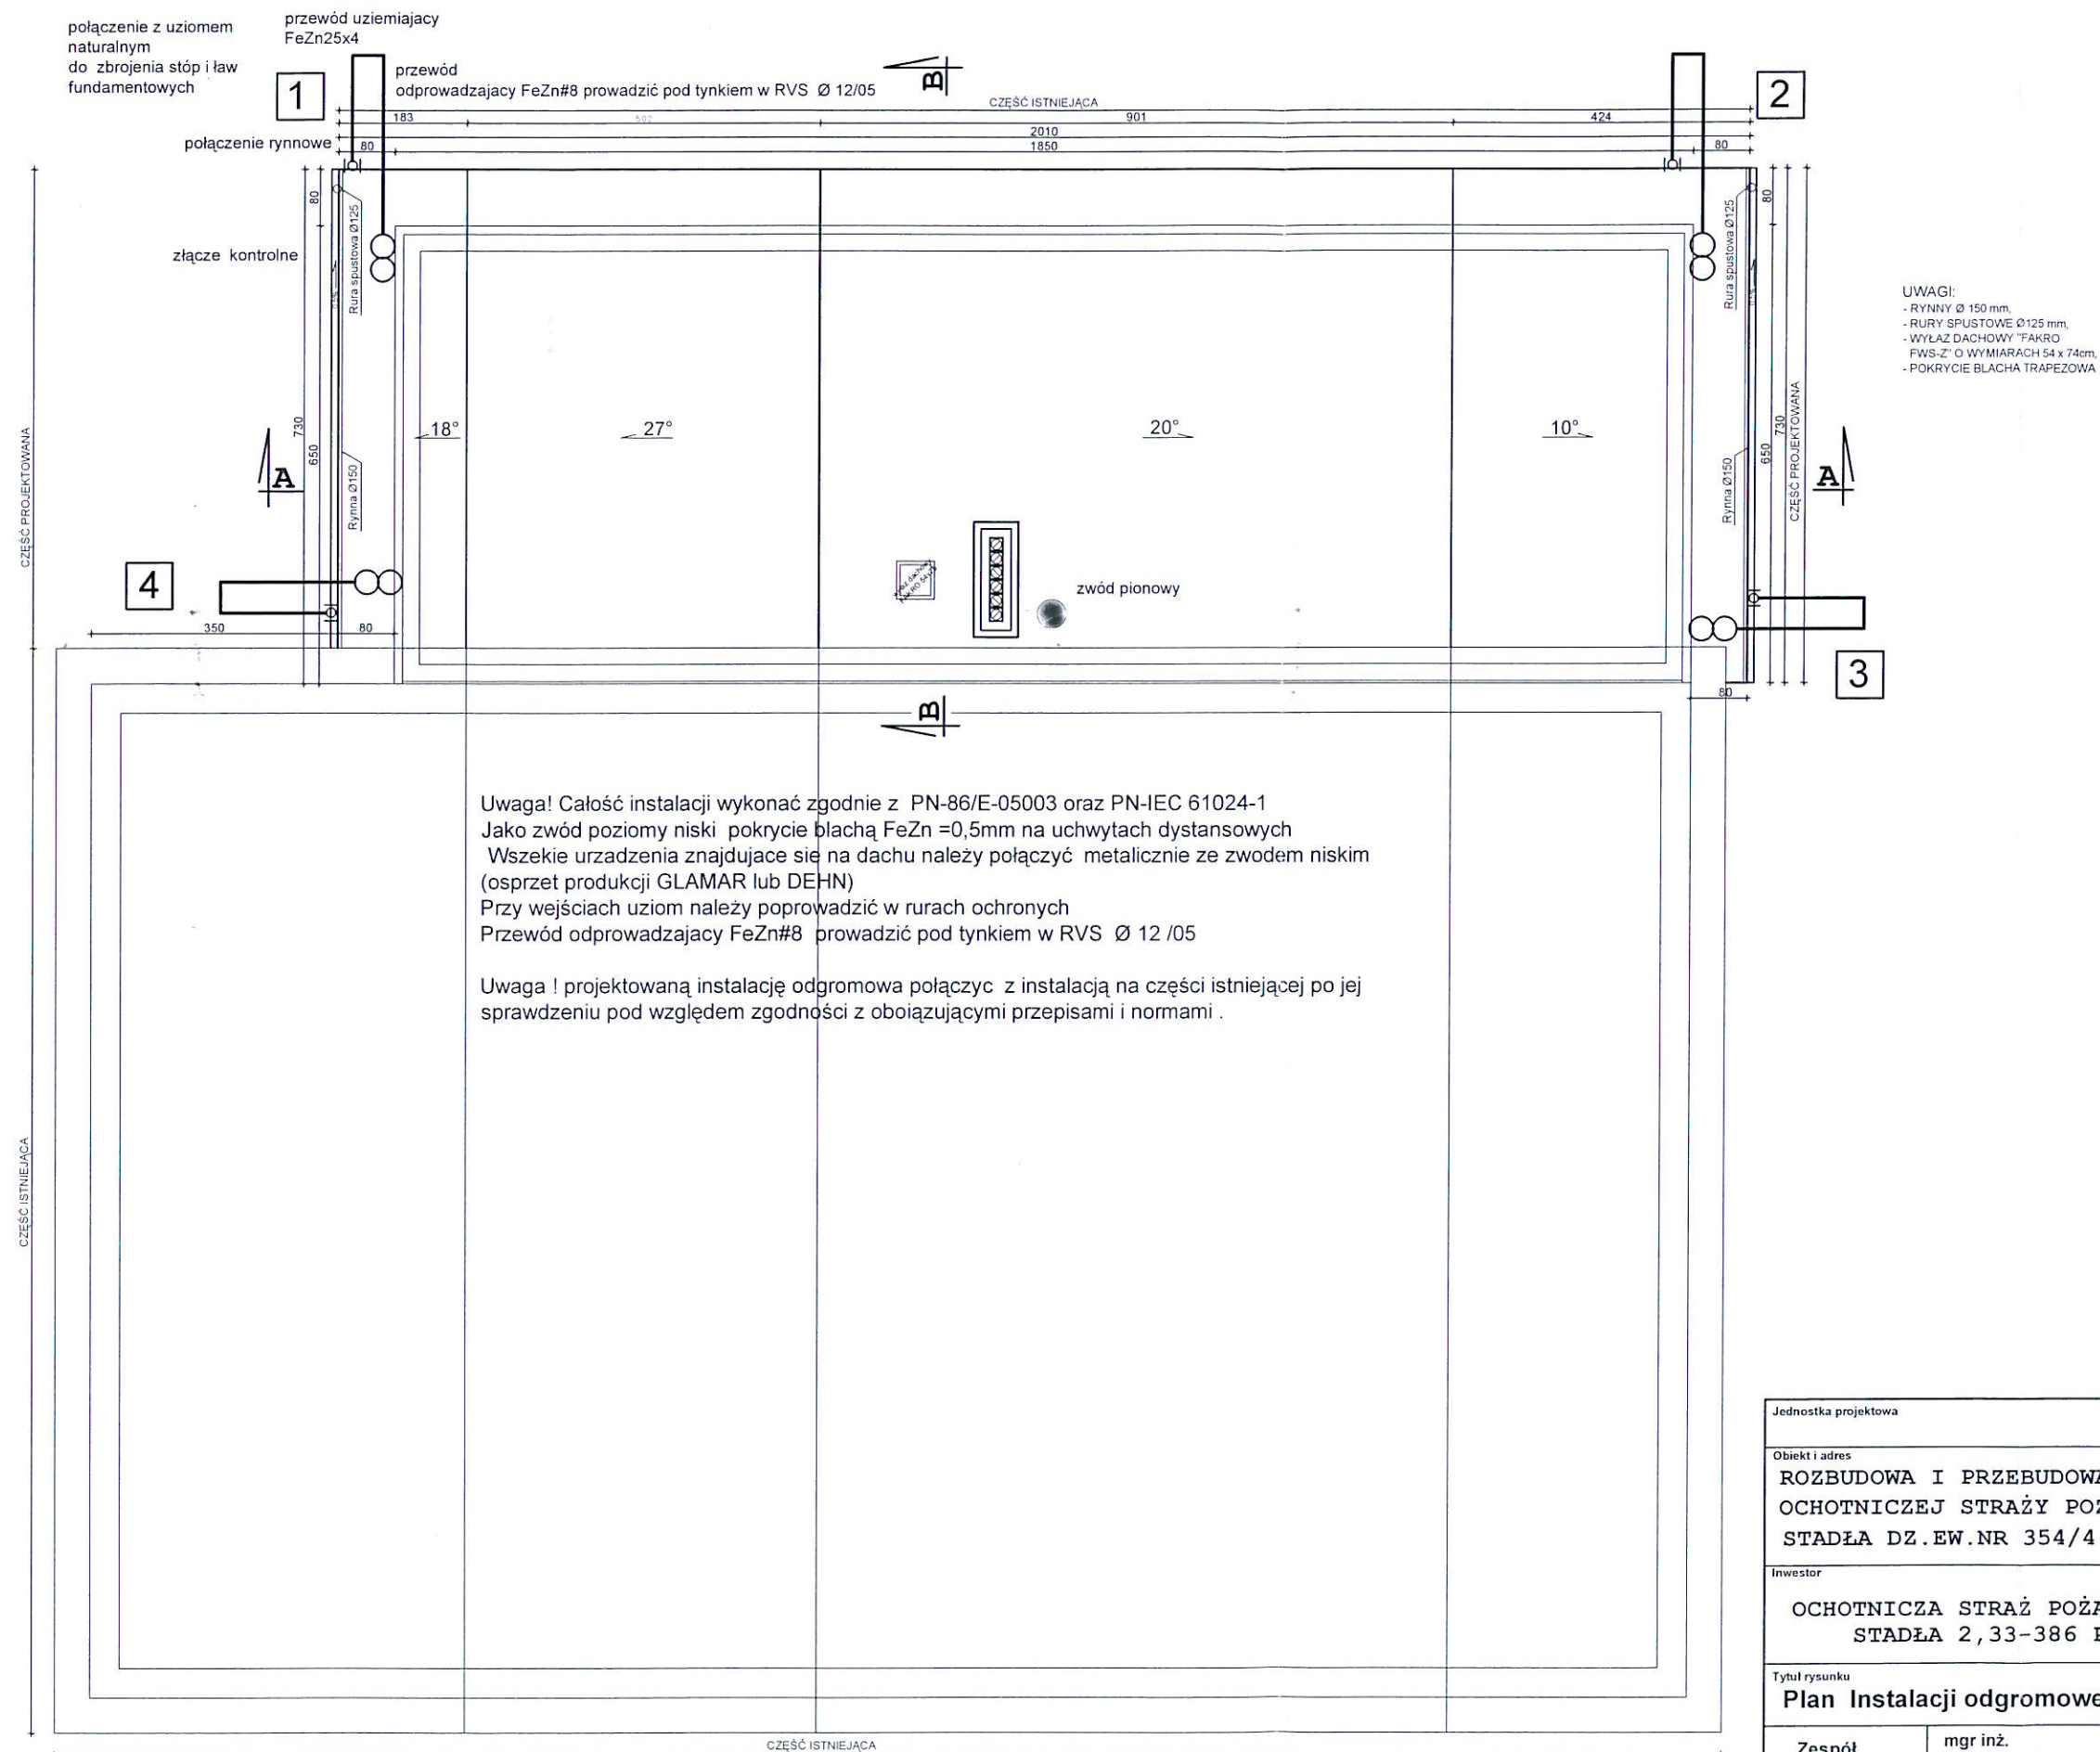 połączenie z uziomem
naturalnym
do zbrojenia stóp i ław
fundamentowych
przewód uziemiajacy
FeZn25x4
1
przewód
odprowadzajacy FeZn#8 prowadzić pod tynkiem w RVS Ø 12/05
B
CZĘŚĆ ISTNIEJĄCA
2
183
502
901
424
2010
połączenie rynnowe
80
1850
80
80
80
złącze kontrolne
Rura spustowa Ø125
Rura spustowa Ø125
UWAGI:
- RYNNY Ø 150 mm,
- RURY SPUSTOWE Ø125 mm,
- WYŁAZ DACHOWY "FAKRO
FWS-Z" O WYMIARACH 54 x 74cm,
- POKRYCIE BLACHA TRAPEZOWA
CZĘŚĆ PROJEKTOWANA
730
650
18°
27°
20°
10°
A
Rynna Ø150
Rynna Ø150
650
730
CZĘŚĆ PROJEKTOWANA
A
4
zwód pionowy
350
80
3
80
B
Uwaga! Całość instalacji wykonać zgodnie z PN-86/E-05003 oraz PN-IEC 61024-1
Jako zwód poziomy niski pokrycie blachą FeZn =0,5mm na uchwytach dystansowych
Wszekie urzadzenia znajdujace sie na dachu należy połączyć metalicznie ze zwodem niskim
(osprzet produkcji GLAMAR lub DEHN)
Przy wejściach uziom należy poprowadzić w rurach ochronych
Przewód odprowadzajacy FeZn#8 prowadzić pod tynkiem w RVS Ø 12 /05
Uwaga ! projektowaną instalację odgromowa połączyc z instalacją na części istniejącej po jej
sprawdzeniu pod względem zgodności z oboiązującymi przepisami i normami .
CZĘŚĆ ISTNIEJĄCA
CZĘŚĆ ISTNIEJĄCA
Jednostka projektowa
Obiekt i adres
ROZBUDOWA I PRZEBUDOWA
OCHOTNICZEJ STRAŻY POŻ
STADŁA DZ.EW.NR 354/4
Inwestor
OCHOTNICZA STRAŻ POŻA
STADŁA 2,33-386 P
Tytuł rysunku
Plan Instalacji odgromowe
Zespół
mgr inż.